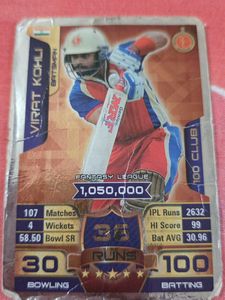 VIRAT KOHLI
BATSMAN
100 CLUB
FANTASY LEAGUE
1,050,000
107 Matches
4 Wickets
58.50 Bowl SR
IPL Runs 2632
HI Score 99
Bat AVG 30.96
36
RUNS
30
BOWLING
100
BATTING